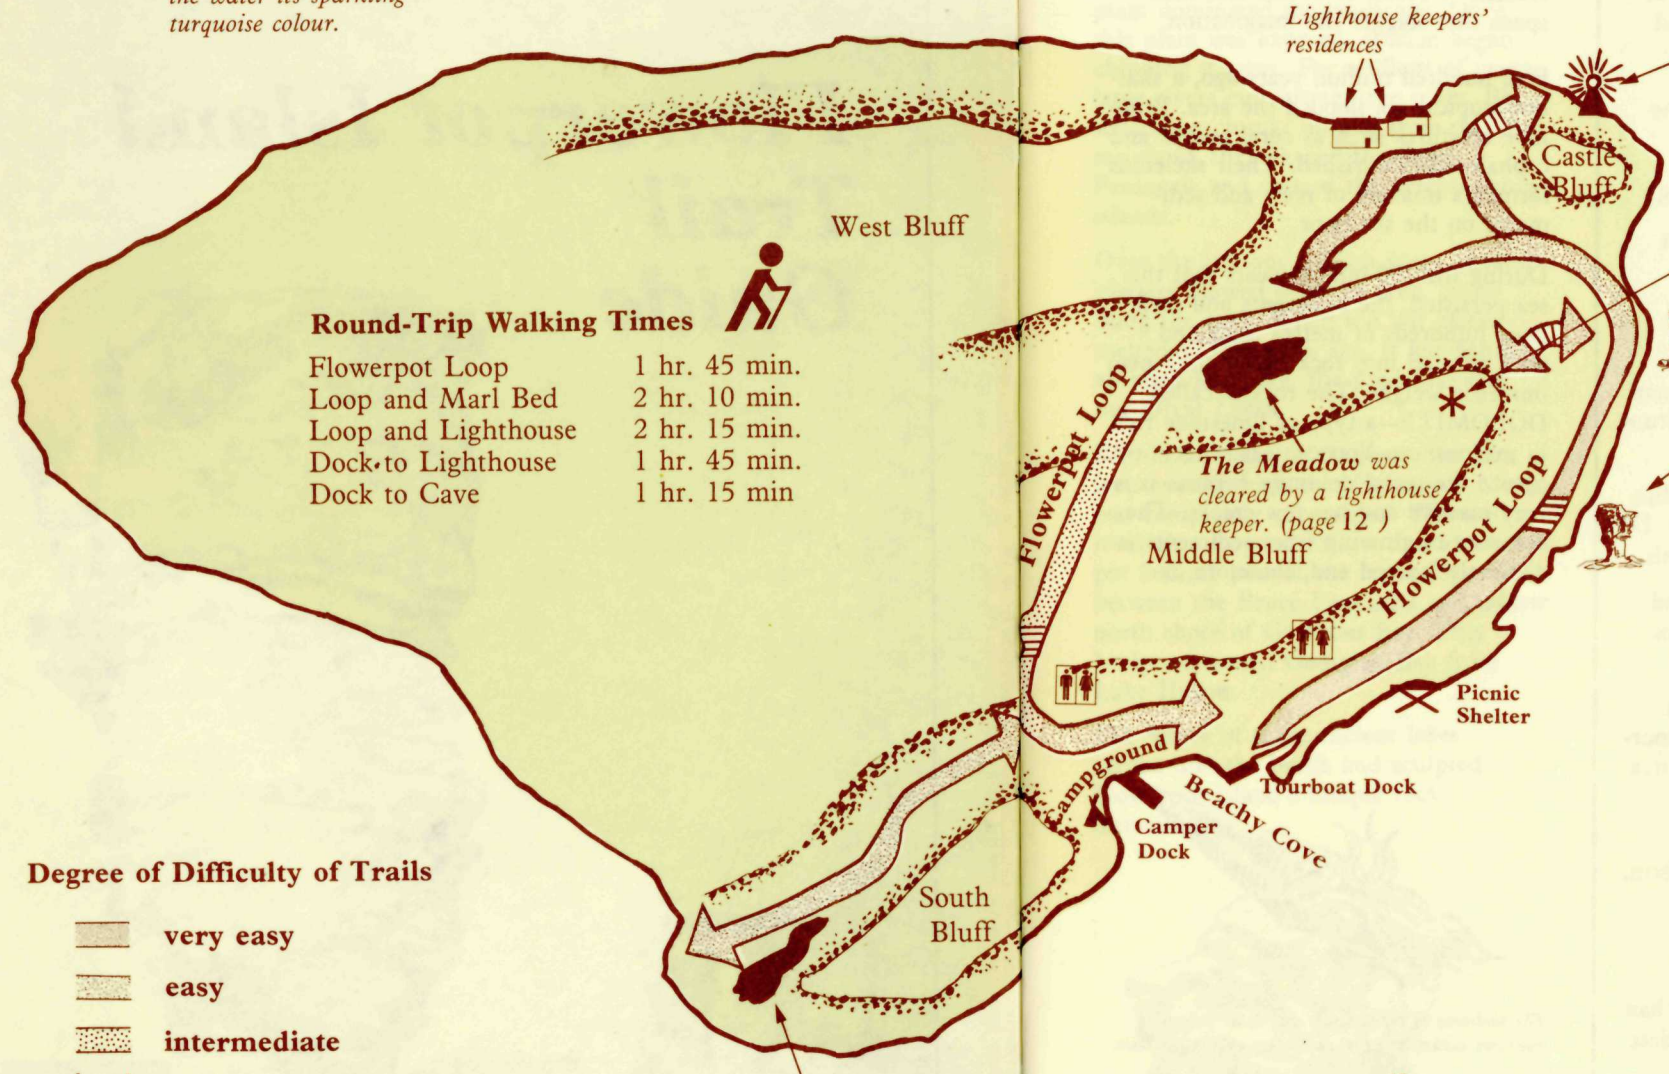 the water its sparkling
turquoise colour.
Lighthouse keepers'
residences
Castle
Bluff
West Bluff
Round-Trip Walking Times
Flowerpot Loop 1 hr. 45 min.
Loop and Marl Bed 2 hr. 10 min.
Loop and Lighthouse 2 hr. 15 min.
Dock to Lighthouse 1 hr. 45 min.
Dock to Cave 1 hr. 15 min
Flowerpot Loop
The Meadow was
cleared by a lighthouse
keeper. (page 12 )
Middle Bluff
Flowerpot Loop
Picnic
Shelter
Campground
Tourboat Dock
Beachy Cove
Camper
Dock
South
Bluff
Degree of Difficulty of Trails
very easy
easy
intermediate